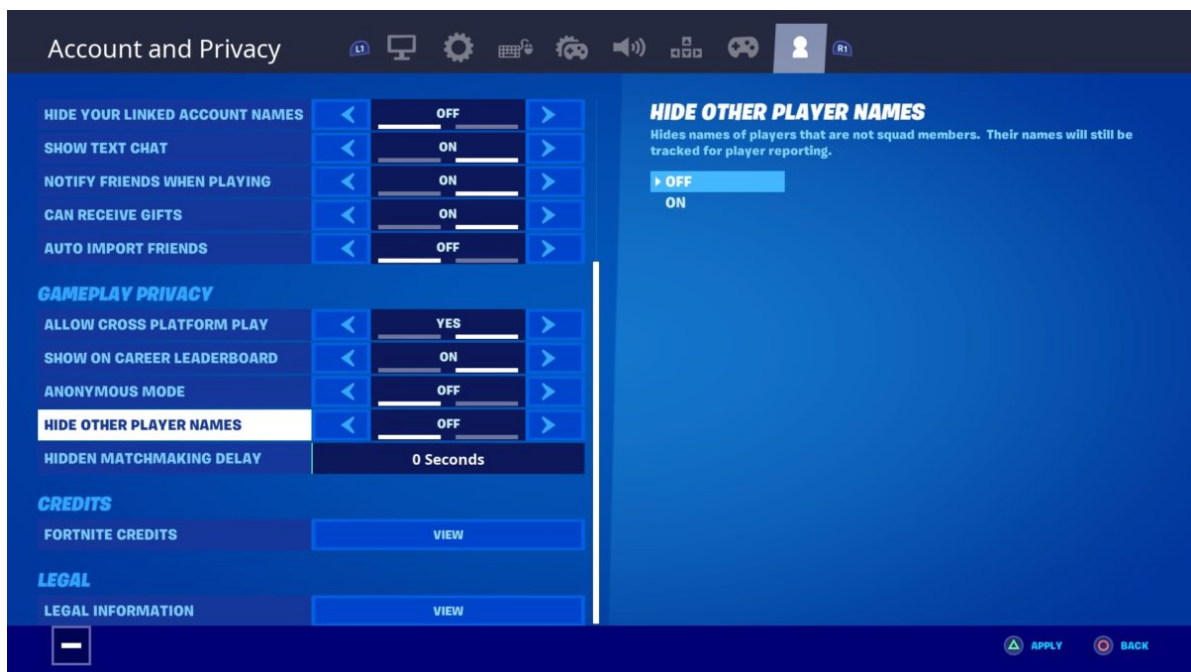 Account and Privacy
L1
R1
HIDE YOUR LINKED ACCOUNT NAMES OFF
SHOW TEXT CHAT ON
NOTIFY FRIENDS WHEN PLAYING ON
CAN RECEIVE GIFTS ON
AUTO IMPORT FRIENDS OFF
GAMEPLAY PRIVACY
ALLOW CROSS PLATFORM PLAY YES
SHOW ON CAREER LEADERBOARD ON
ANONYMOUS MODE OFF
HIDE OTHER PLAYER NAMES OFF
HIDDEN MATCHMAKING DELAY 0 Seconds
CREDITS
FORTNITE CREDITS VIEW
LEGAL
LEGAL INFORMATION VIEW
HIDE OTHER PLAYER NAMES
Hides names of players that are not squad members. Their names will still be
tracked for player reporting.
OFF
ON
APPLY
BACK